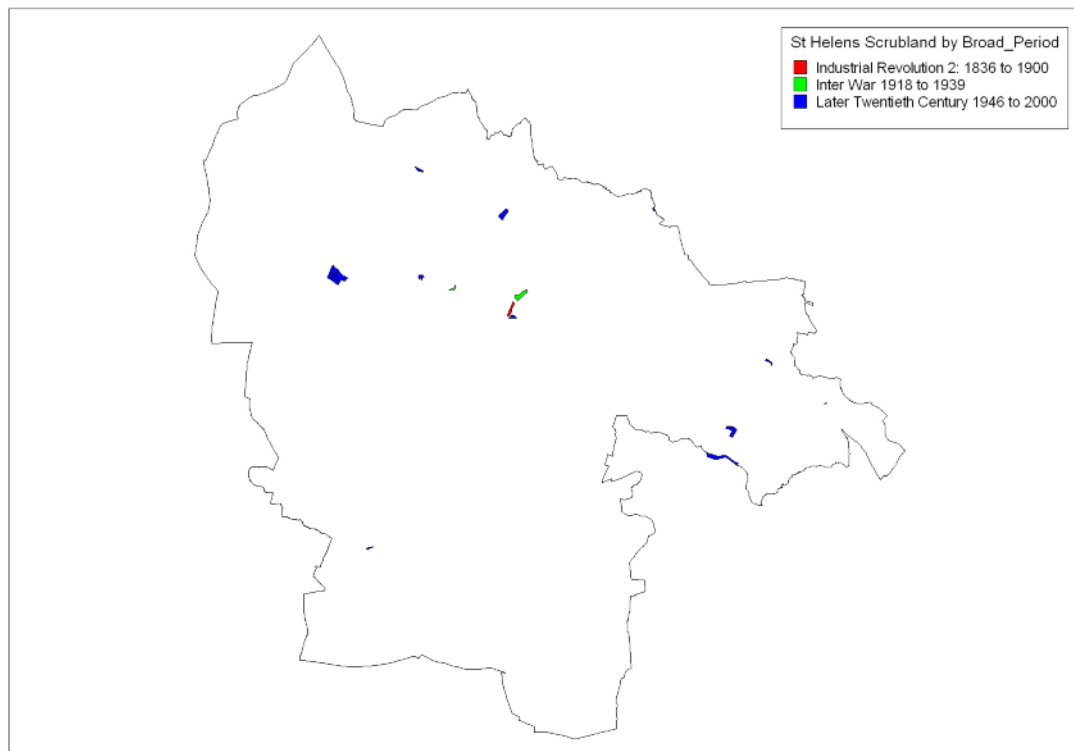 St Helens Scrubland by Broad_Period
Industrial Revolution 2: 1836 to 1900
Inter War 1918 to 1939
Later Twentieth Century 1946 to 2000